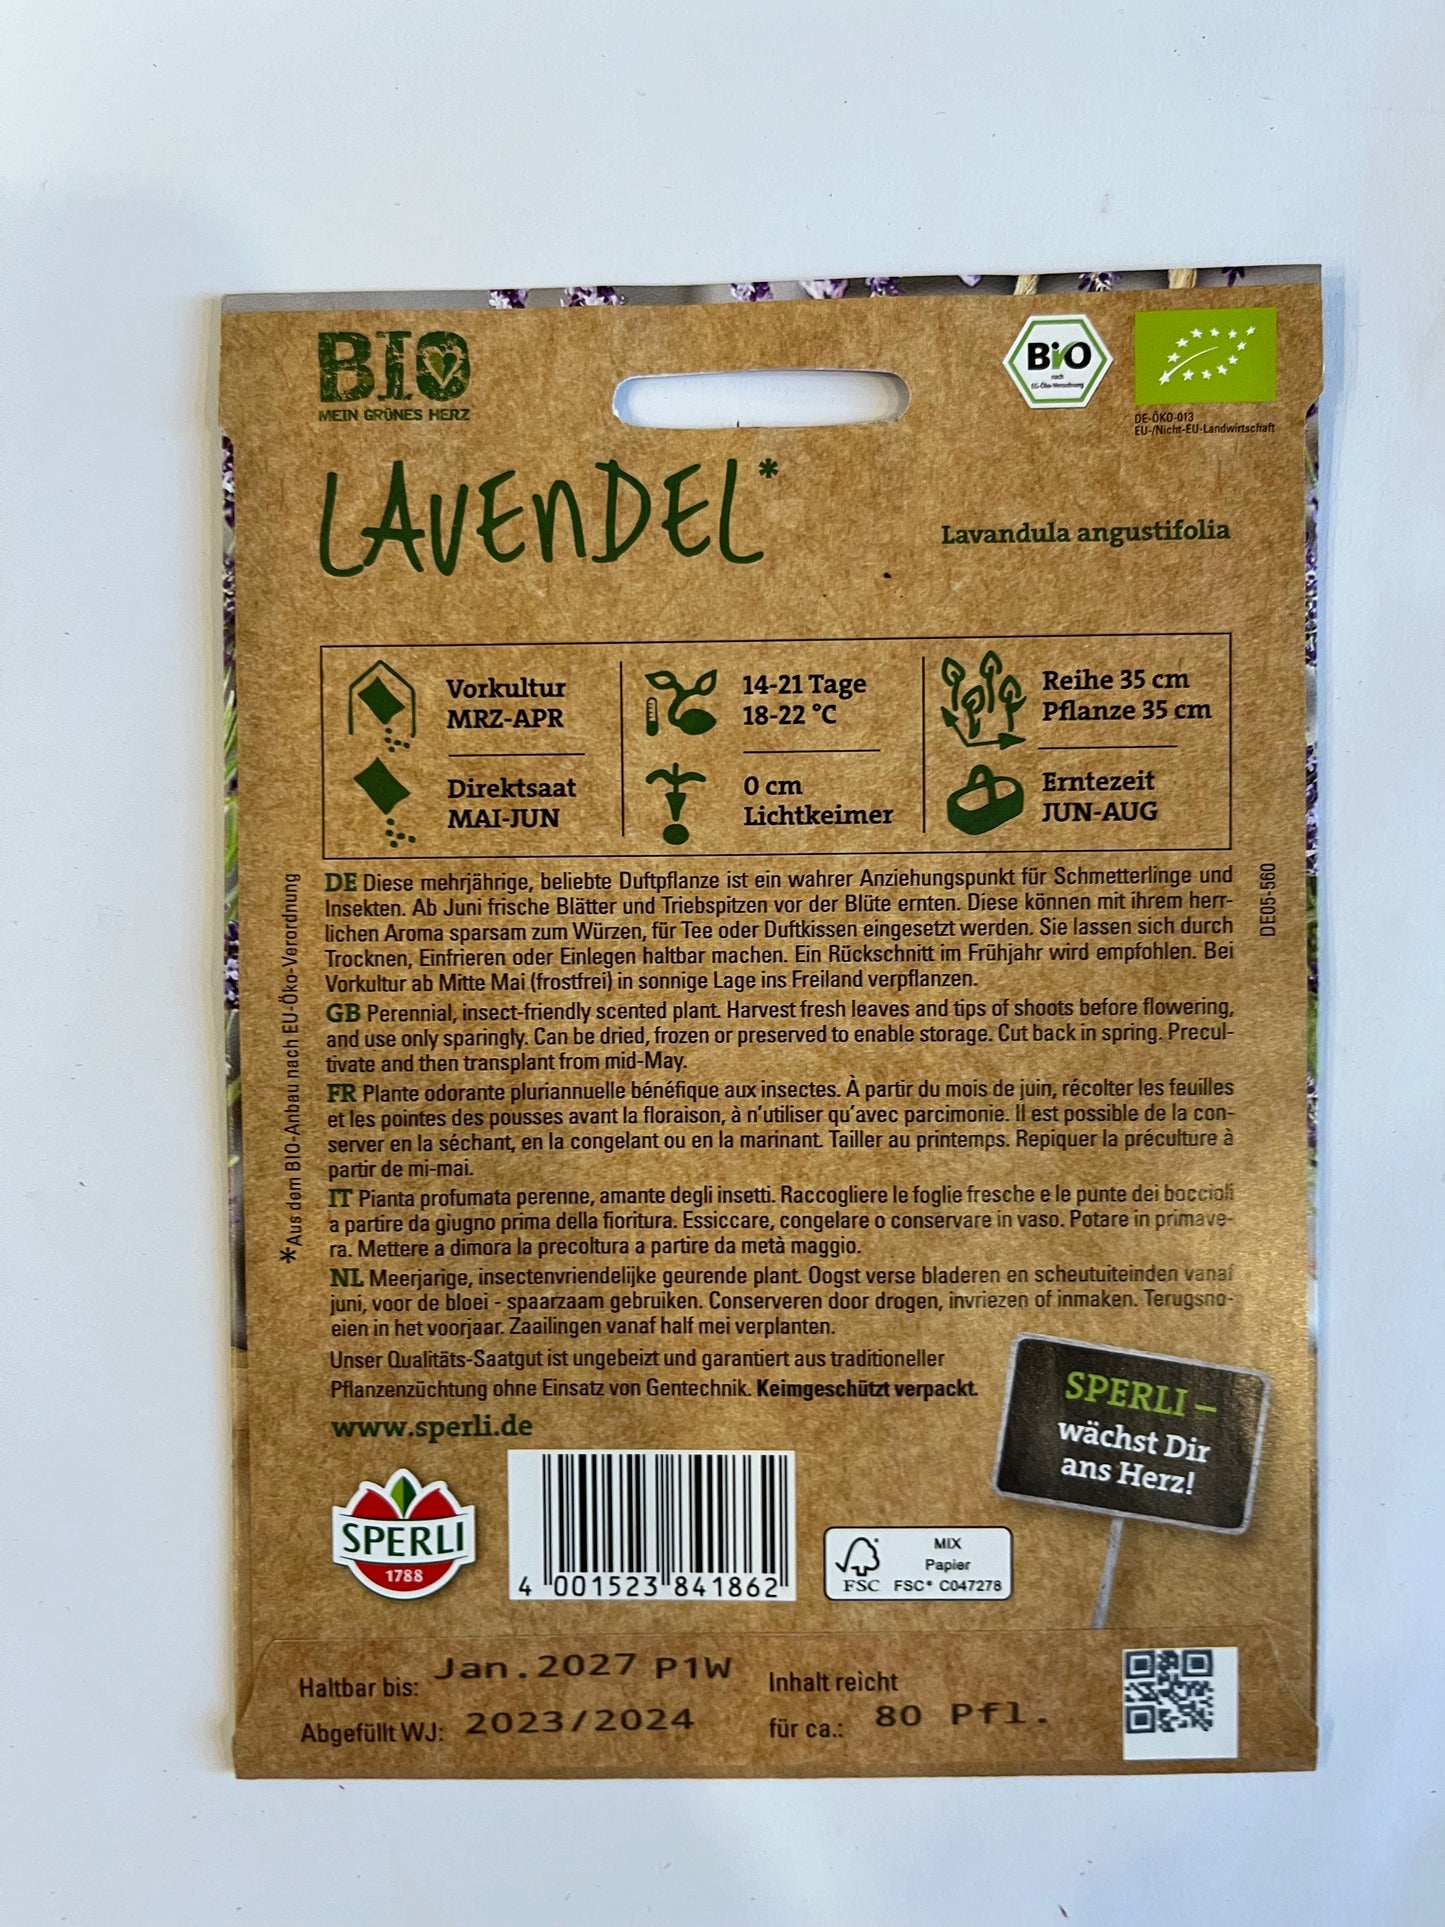 BIO
MEIN GRÜNES HERZ
BiO
nach
EG-Öko-Verordnung
DE-ÖKO-013
EU-/Nicht-EU-Landwirtschaft
LAVENDEL*
Lavandula angustifolia
Vorkultur
MRZ-APR
Direktsaat
MAI-JUN
14-21 Tage
18-22 °C
0 cm
Lichtkeimer
Reihe 35 cm
Pflanze 35 cm
Erntezeit
JUN-AUG
DE Diese mehrjährige, beliebte Duftpflanze ist ein wahrer Anziehungspunkt für Schmetterlinge und
Insekten. Ab Juni frische Blätter und Triebspitzen vor der Blüte ernten. Diese können mit ihrem herr-
lichen Aroma sparsam zum Würzen, für Tee oder Duftkissen eingesetzt werden. Sie lassen sich durch
Trocknen, Einfrieren oder Einlegen haltbar machen. Ein Rückschnitt im Frühjahr wird empfohlen. Bei
Vorkultur ab Mitte Mai (frostfrei) in sonnige Lage ins Freiland verpflanzen.
GB Perennial, insect-friendly scented plant. Harvest fresh leaves and tips of shoots before flowering,
and use only sparingly. Can be dried, frozen or preserved to enable storage. Cut back in spring. Precul-
tivate and then transplant from mid-May.
FR Plante odorante pluriannuelle bénéfique aux insectes. À partir du mois de juin, récolter les feuilles
et les pointes des pousses avant la floraison, à n'utiliser qu'avec parcimonie. Il est possible de la con-
server en la séchant, en la congelant ou en la marinant. Tailler au printemps. Repiquer la préculture à
partir de mi-mai.
IT Pianta profumata perenne, amante degli insetti. Raccogliere le foglie fresche e le punte dei boccioli
a partire da giugno prima della fioritura. Essiccare, congelare o conservare in vaso. Potare in primave-
ra. Mettere a dimora la precoltura a partire da metà maggio.
NL Meerjarige, insectenvriendelijke geurende plant. Oogst verse bladeren en scheutuiteinden vanaf
juni, voor de bloei - spaarzaam gebruiken. Conserveren door drogen, invriezen of inmaken. Terugsno-
eien in het voorjaar. Zaailingen vanaf half mei verplanten.
Unser Qualitäts-Saatgut ist ungebeizt und garantiert aus traditioneller
Pflanzenzüchtung ohne Einsatz von Gentechnik. Keimgeschützt verpackt.
www.sperli.de
*Aus dem BIO-Anbau nach EU-Öko-Verordnung
DE05-560
SPERLI –
wächst Dir
ans Herz!
SPERLI
1788
4 001523 841862
FSC
MIX
Papier
FSC® C047278
Haltbar bis: Jan.2027 P1W
Abgefüllt WJ: 2023/2024
Inhalt reicht
für ca.: 80 Pfl.